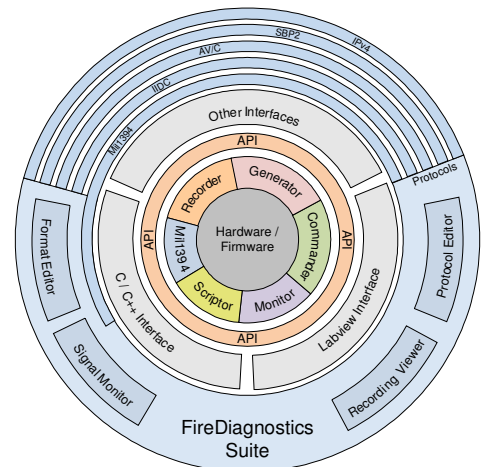 IPv4
SBP2
AV/C
IIDC
Mil1394
Protocols
Other Interfaces
API
Generator
Recorder
Commander
Mil1394
Hardware /
Firmware
Scriptor
Monitor
API
API
API
C / C++ Interface
Labview Interface
Format Editor
Protocol Editor
Signal Monitor
Recording Viewer
FireDiagnostics
Suite